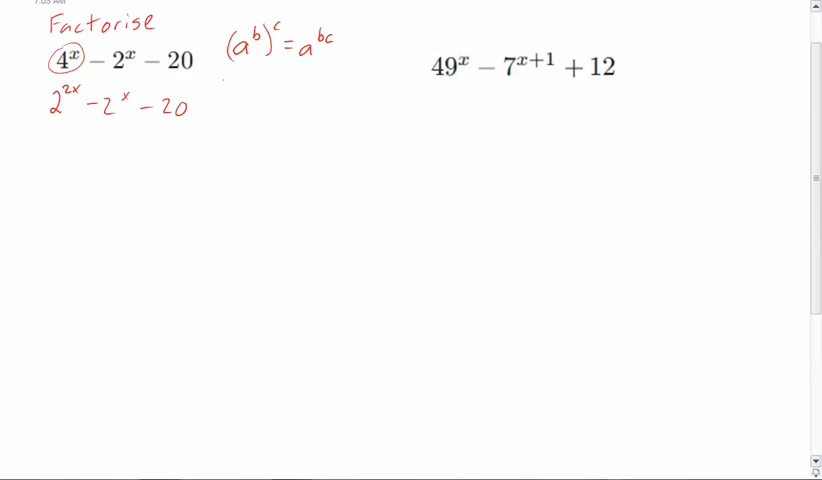 Factorise
4^x − 2^x − 20
(a^b)^c = a^bc
2^2x − 2^x − 20
49^x − 7^x+1 + 12